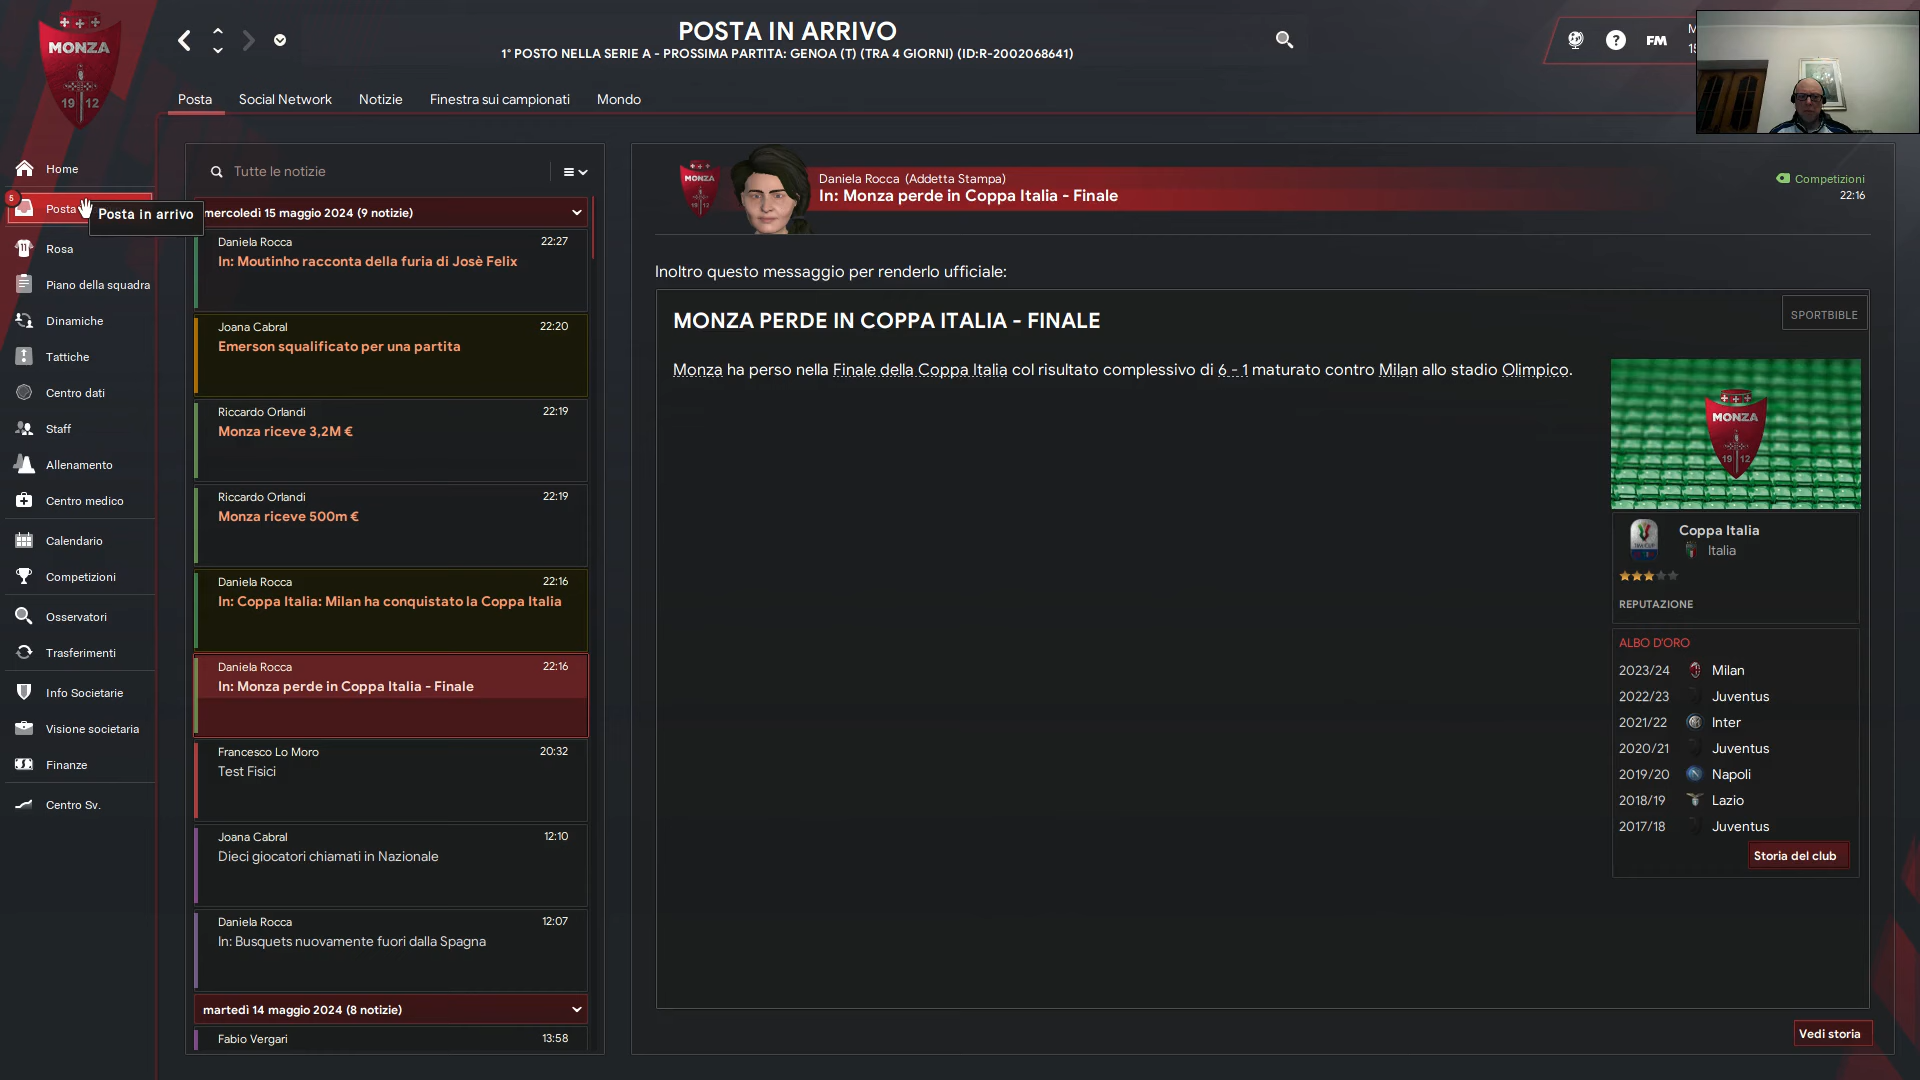 MONZA
19 12
POSTA IN ARRIVO
1° POSTO NELLA SERIE A - PROSSIMA PARTITA: GENOA (T) (TRA 4 GIORNI) (ID:R-2002068641)
FM
Posta
Social Network
Notizie
Finestra sui campionati
Mondo
Home
5
Posta
Posta in arrivo
Rosa
Piano della squadra
Dinamiche
Tattiche
Centro dati
Staff
Allenamento
Centro medico
Calendario
Competizioni
Osservatori
Trasferimenti
Info Societarie
Visione societaria
Finanze
Centro Sv.
Tutte le notizie
mercoledì 15 maggio 2024 (9 notizie)
Daniela Rocca 22:27
In: Moutinho racconta della furia di Josè Felix
Joana Cabral 22:20
Emerson squalificato per una partita
Riccardo Orlandi 22:19
Monza riceve 3,2M €
Riccardo Orlandi 22:19
Monza riceve 500m €
Daniela Rocca 22:16
In: Coppa Italia: Milan ha conquistato la Coppa Italia
Daniela Rocca 22:16
In: Monza perde in Coppa Italia - Finale
Francesco Lo Moro 20:32
Test Fisici
Joana Cabral 12:10
Dieci giocatori chiamati in Nazionale
Daniela Rocca 12:07
In: Busquets nuovamente fuori dalla Spagna
martedì 14 maggio 2024 (8 notizie)
Fabio Vergari 13:58
MONZA
Daniela Rocca (Addetta Stampa)
In: Monza perde in Coppa Italia - Finale
Competizioni
22:16
Inoltro questo messaggio per renderlo ufficiale:
MONZA PERDE IN COPPA ITALIA - FINALE
SPORTBIBLE
Monza ha perso nella Finale della Coppa Italia col risultato complessivo di 6 - 1 maturato contro Milan allo stadio Olimpico.
MONZA
19 12
Coppa Italia
Italia
REPUTAZIONE
ALBO D'ORO
2023/24 Milan
2022/23 Juventus
2021/22 Inter
2020/21 Juventus
2019/20 Napoli
2018/19 Lazio
2017/18 Juventus
Storia del club
Vedi storia